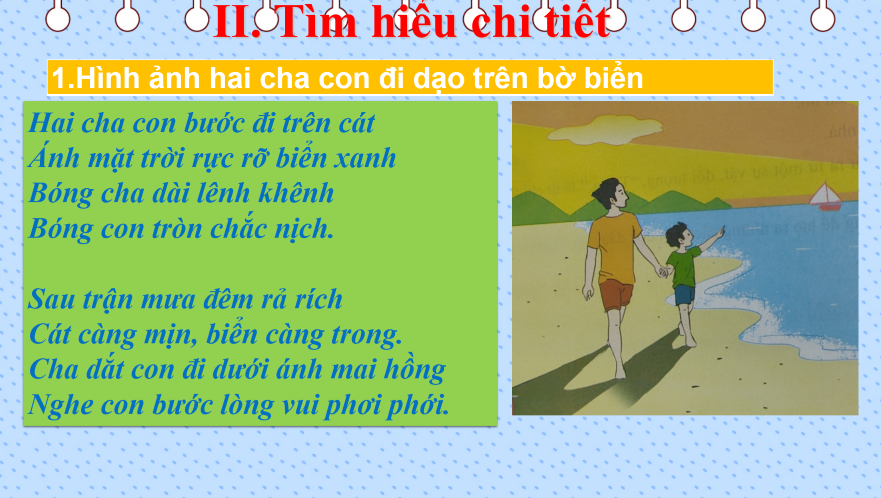 II. Tìm hiểu chi tiết
1.Hình ảnh hai cha con đi dạo trên bờ biển
Hai cha con bước đi trên cát
Ánh mặt trời rực rỡ biển xanh
Bóng cha dài lênh khênh
Bóng con tròn chắc nịch.
Sau trận mưa đêm rả rích
Cát càng mịn, biển càng trong.
Cha dắt con đi dưới ánh mai hồng
Nghe con bước lòng vui phơi phới.